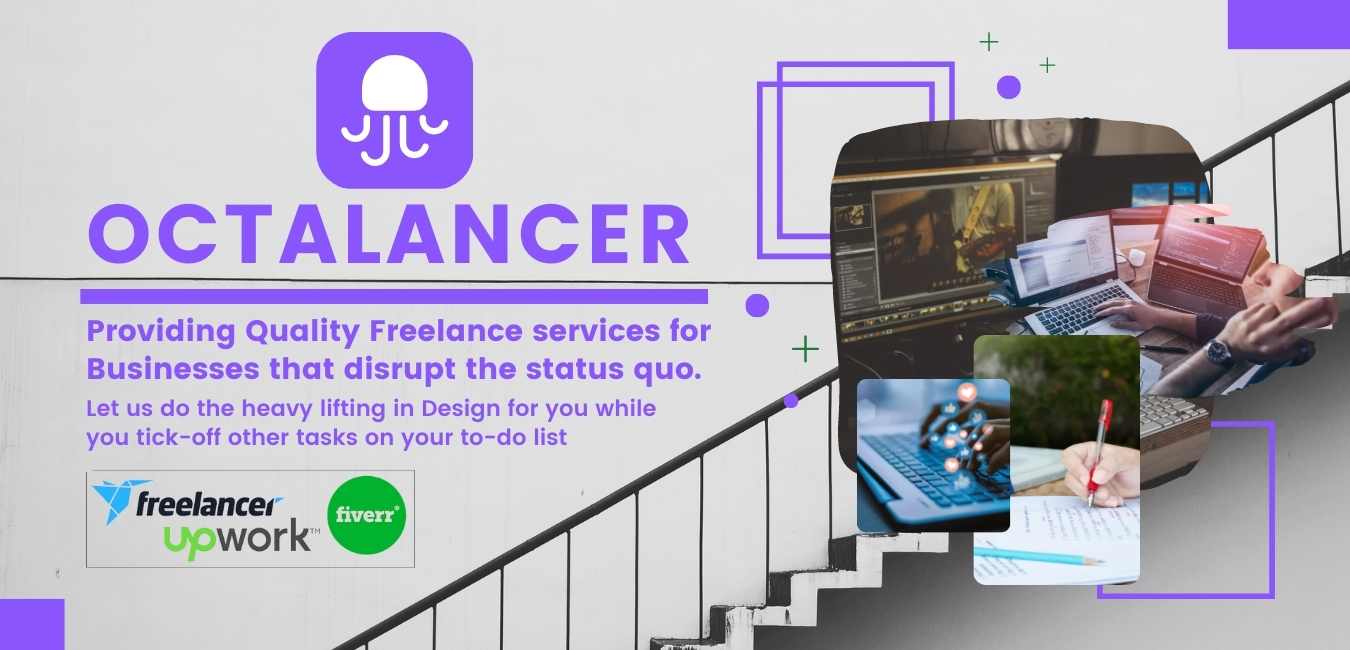 OCTALANCER
Providing Quality Freelance services for
Businesses that disrupt the status quo.
Let us do the heavy lifting in Design for you while
you tick-off other tasks on your to-do list
freelancer
upwork™
fiverr®